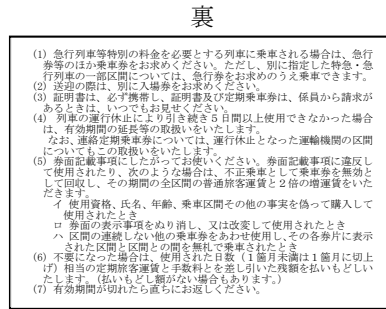 裏
(1) 急行列車等特別の料金を必要とする列車に乗車される場合は、急行
券等のほか乗車券をお求めください。ただし、別に指定した特急・急
行列車の一部区間については、急行券をお求めのうえ乗車できます。
(2) 送迎の際は、別に入場券をお求めください。
(3) 証明書は、必ず携帯し、証明書及び定期乗車券は、係員から請求が
あるときは、いつでもお見せください。
(4) 列車の運行休止により引き続き5日間以上使用できなかった場合
は、有効期間の延長等の取扱いをいたします。
なお、連絡定期乗車券については、運行休止となった運輸機関の区間
についてもこの取扱いをいたします。
(5) 券面記載事項にしたがってお使いください。券面記載事項に違反し
て使用されたり、次のような場合は、不正乗車として乗車券を無効と
して回収し、その期間の全区間の普通旅客運賃と2倍の増運賃をいた
だきます。
イ 使用資格、氏名、年齢、乗車区間その他の事実を偽って購入して
使用されたとき
ロ 券面の表示事項をぬり消し、又は改変して使用されたとき
ハ 区間の連続しない他の乗車券をあわせ使用し、その各券片に表示
された区間と区間との間を無札で乗車されたとき
(6) 不要になった場合は、使用された日数(1箇月未満は1箇月に切上
げ)相当の定期旅客運賃と手数料とを差し引いた残額を払いもどしい
たします。(払いもどし額がない場合もあります。)
(7) 有効期間が切れたら直ちにお返しください。